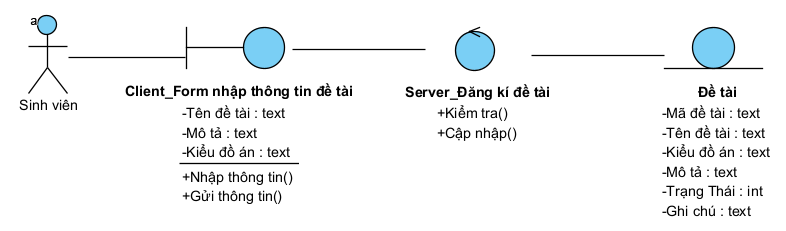 a
Sinh viên
Client_Form nhập thông tin đề tài
-Tên đề tài : text
-Mô tả : text
-Kiểu đồ án : text
+Nhập thông tin()
+Gửi thông tin()
Server_Đăng kí đề tài
+Kiểm tra()
+Cập nhập()
Đề tài
-Mã đề tài : text
-Tên đề tài : text
-Kiểu đồ án : text
-Mô tả : text
-Trạng Thái : int
-Ghi chú : text